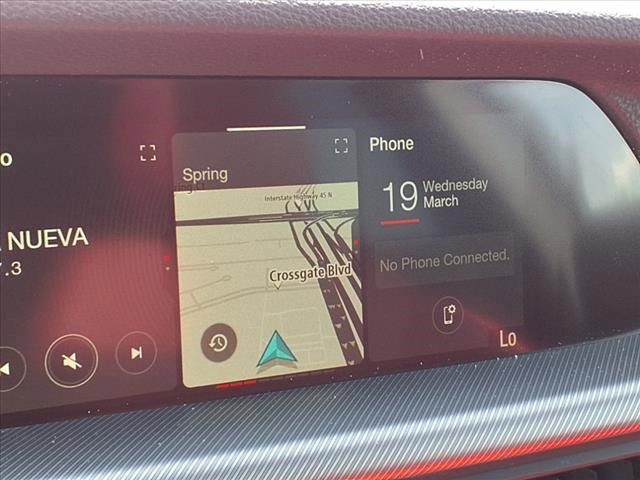 o
A NUEVA
7.3
Spring
Interstate Highway 45 N
Crossgate Blvd
Phone
19 Wednesday
March
No Phone Connected.
Lo